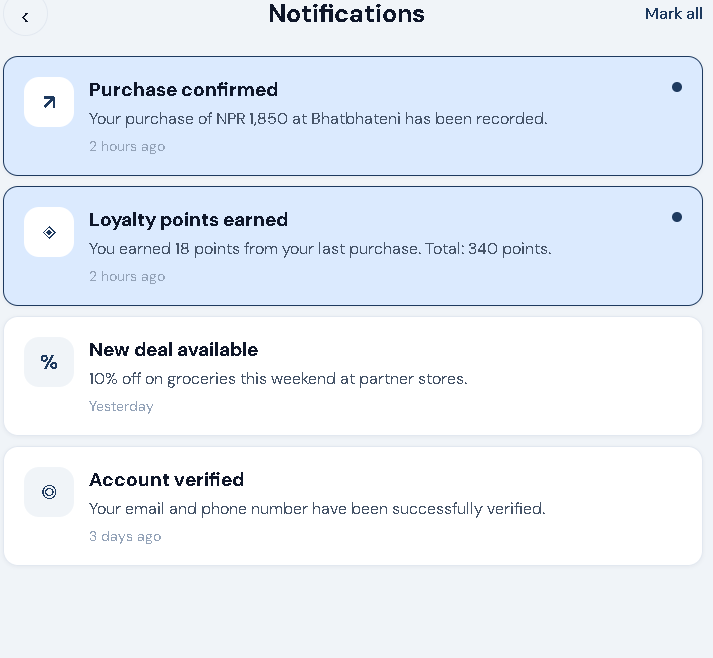 Notifications
Mark all
Purchase confirmed
Your purchase of NPR 1,850 at Bhatbhateni has been recorded.
2 hours ago
Loyalty points earned
You earned 18 points from your last purchase. Total: 340 points.
2 hours ago
%
New deal available
10% off on groceries this weekend at partner stores.
Yesterday
Account verified
Your email and phone number have been successfully verified.
3 days ago